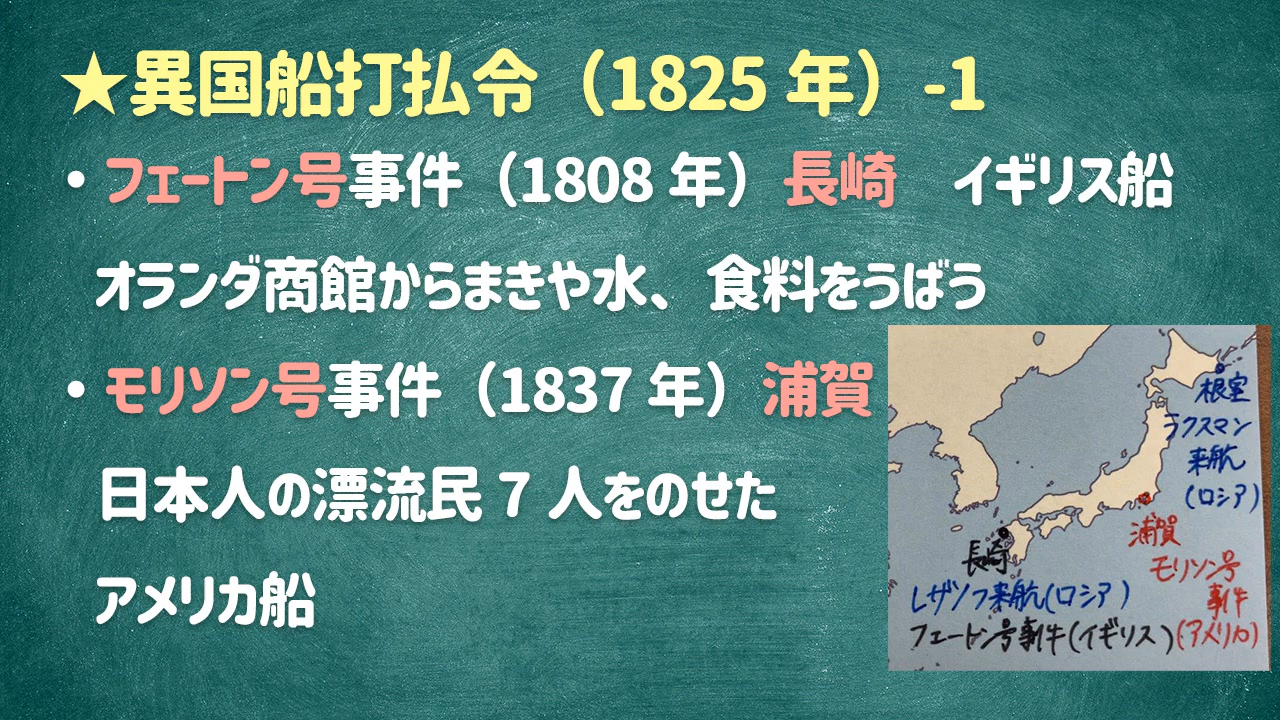 ★異国船打払令（1825年）-1
・フェートン号事件（1808年）長崎　イギリス船
オランダ商館からまきや水、食料をうばう
・モリソン号事件（1837年）浦賀
日本人の漂流民7人をのせた
アメリカ船
根室
ラクスマン
来航
(ロシア)
浦賀
モリソン号
事件
(アメリカ)
長崎
レザノフ来航(ロシア)
フェートン号事件(イギリス)